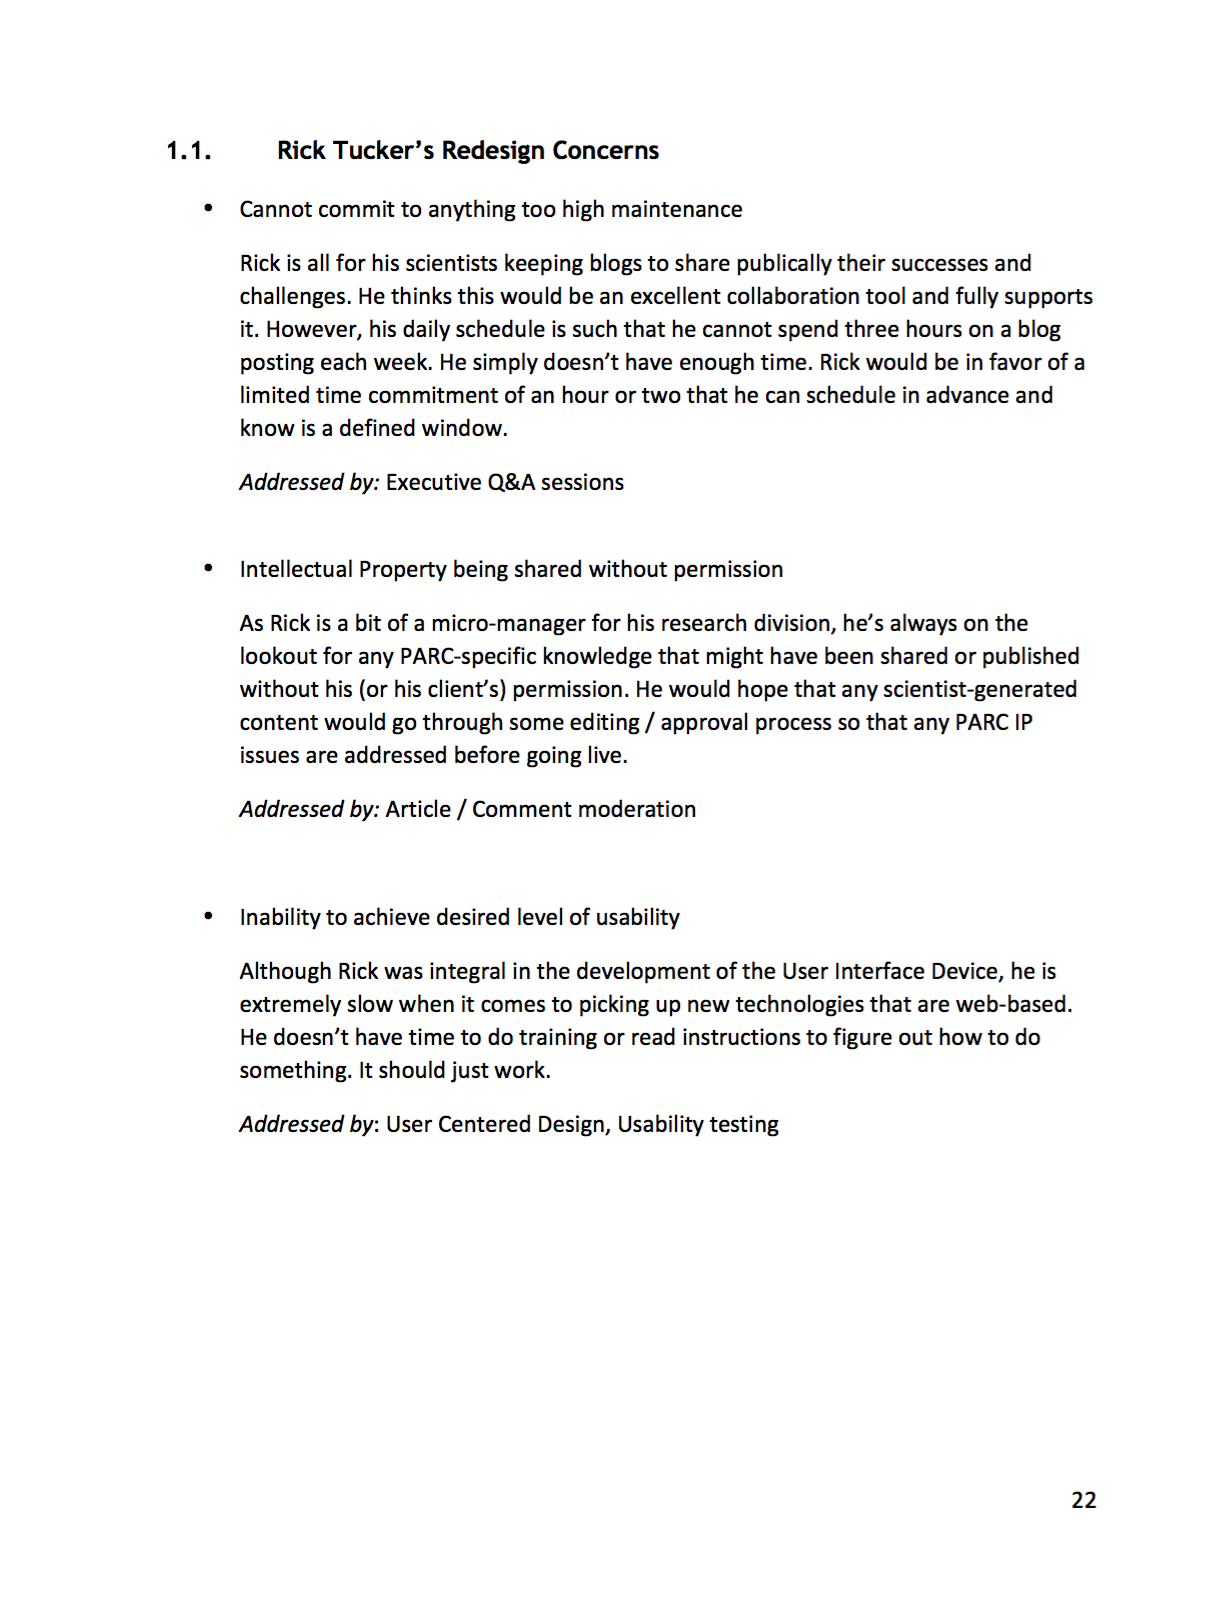 1.1. Rick Tucker’s Redesign Concerns
• Cannot commit to anything too high maintenance
Rick is all for his scientists keeping blogs to share publically their successes and
challenges. He thinks this would be an excellent collaboration tool and fully supports
it. However, his daily schedule is such that he cannot spend three hours on a blog
posting each week. He simply doesn’t have enough time. Rick would be in favor of a
limited time commitment of an hour or two that he can schedule in advance and
know is a defined window.
Addressed by: Executive Q&A sessions
• Intellectual Property being shared without permission
As Rick is a bit of a micro-manager for his research division, he’s always on the
lookout for any PARC-specific knowledge that might have been shared or published
without his (or his client’s) permission. He would hope that any scientist-generated
content would go through some editing / approval process so that any PARC IP
issues are addressed before going live.
Addressed by: Article / Comment moderation
• Inability to achieve desired level of usability
Although Rick was integral in the development of the User Interface Device, he is
extremely slow when it comes to picking up new technologies that are web-based.
He doesn’t have time to do training or read instructions to figure out how to do
something. It should just work.
Addressed by: User Centered Design, Usability testing
22